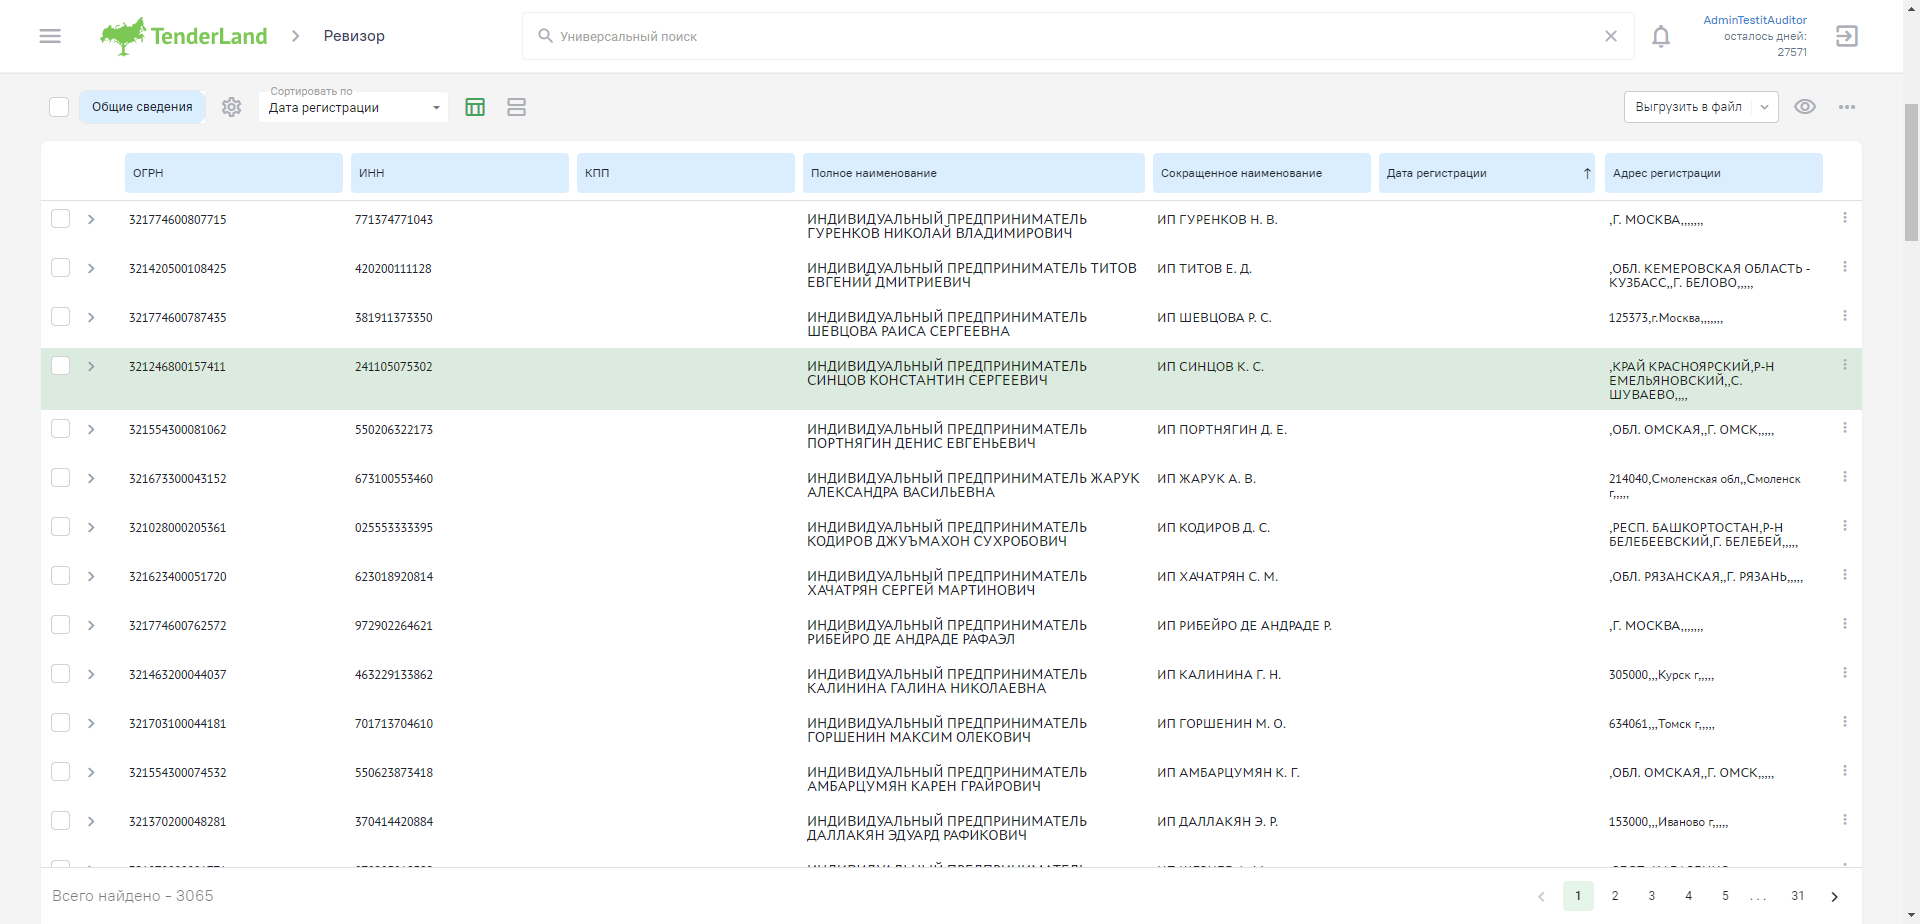 TenderLand
Ревизор
Универсальный поиск
AdminTestitAuditor
осталось дней:
27571
Общие сведения
Сортировать по
Дата регистрации
Выгрузить в файл
ОГРН ИНН КПП Полное наименование Сокращенное наименование Дата регистрации Адрес регистрации
321774600807715 771374771043 ИНДИВИДУАЛЬНЫЙ ПРЕДПРИНИМАТЕЛЬ ИП ГУРЕНКОВ Н. В. ,Г. МОСКВА,,,,,,,
ГУРЕНКОВ НИКОЛАЙ ВЛАДИМИРОВИЧ
321420500108425 420200111128 ИНДИВИДУАЛЬНЫЙ ПРЕДПРИНИМАТЕЛЬ ТИТОВ ИП ТИТОВ Е. Д. ,ОБЛ. КЕМЕРОВСКАЯ ОБЛАСТЬ -
ЕВГЕНИЙ ДМИТРИЕВИЧ КУЗБАСС,,Г. БЕЛОВО,,,,,
321774600787435 381911373350 ИНДИВИДУАЛЬНЫЙ ПРЕДПРИНИМАТЕЛЬ ИП ШЕВЦОВА Р. С. 125373,г.Москва,,,,,,,
ШЕВЦОВА РАИСА СЕРГЕЕВНА
321246800157411 241105075302 ИНДИВИДУАЛЬНЫЙ ПРЕДПРИНИМАТЕЛЬ ИП СИНЦОВ К. С. ,КРАЙ КРАСНОЯРСКИЙ,Р-Н
СИНЦОВ КОНСТАНТИН СЕРГЕЕВИЧ ЕМЕЛЬЯНОВСКИЙ,,С.
ШУВАЕВО,,,,
321554300081062 550206322173 ИНДИВИДУАЛЬНЫЙ ПРЕДПРИНИМАТЕЛЬ ИП ПОРТНЯГИН Д. Е. ,ОБЛ. ОМСКАЯ,,Г. ОМСК,,,,,
ПОРТНЯГИН ДЕНИС ЕВГЕНЬЕВИЧ
321673300043152 673100553460 ИНДИВИДУАЛЬНЫЙ ПРЕДПРИНИМАТЕЛЬ ЖАРУК ИП ЖАРУК А. В. 214040,Смоленская обл,,Смоленск
АЛЕКСАНДРА ВАСИЛЬЕВНА г,,,,,
321028000205361 025553333395 ИНДИВИДУАЛЬНЫЙ ПРЕДПРИНИМАТЕЛЬ ИП КОДИРОВ Д. С. ,РЕСП. БАШКОРТОСТАН,Р-Н
КОДИРОВ ДЖУЪМАХОН СУХРОБОВИЧ БЕЛЕБЕЕВСКИЙ,Г. БЕЛЕБЕЙ,,,,,
321623400051720 623018920814 ИНДИВИДУАЛЬНЫЙ ПРЕДПРИНИМАТЕЛЬ ИП ХАЧАТРЯН С. М. ,ОБЛ. РЯЗАНСКАЯ,,Г. РЯЗАНЬ,,,,,
ХАЧАТРЯН СЕРГЕЙ МАРТИНОВИЧ
321774600762572 972902264621 ИНДИВИДУАЛЬНЫЙ ПРЕДПРИНИМАТЕЛЬ ИП РИБЕЙРО ДЕ АНДРАДЕ Р. ,Г. МОСКВА,,,,,,,
РИБЕЙРО ДЕ АНДРАДЕ РАФАЭЛ
321463200044037 463229133862 ИНДИВИДУАЛЬНЫЙ ПРЕДПРИНИМАТЕЛЬ ИП КАЛИНИНА Г. Н. 305000,,,Курск г,,,,,
КАЛИНИНА ГАЛИНА НИКОЛАЕВНА
321703100044181 701713704610 ИНДИВИДУАЛЬНЫЙ ПРЕДПРИНИМАТЕЛЬ ИП ГОРШЕНИН М. О. 634061,,,Томск г,,,,,
ГОРШЕНИН МАКСИМ ОЛЕКОВИЧ
321554300074532 550623873418 ИНДИВИДУАЛЬНЫЙ ПРЕДПРИНИМАТЕЛЬ ИП АМБАРЦУМЯН К. Г. ,ОБЛ. ОМСКАЯ,,Г. ОМСК,,,,,
АМБАРЦУМЯН КАРЕН ГРАЙРОВИЧ
321370200048281 370414420884 ИНДИВИДУАЛЬНЫЙ ПРЕДПРИНИМАТЕЛЬ ИП ДАЛЛАКЯН Э. Р. 153000,,,Иваново г,,,,,
ДАЛЛАКЯН ЭДУАРД РАФИКОВИЧ
Всего найдено - 3065
1 2 3 4 5 ... 31